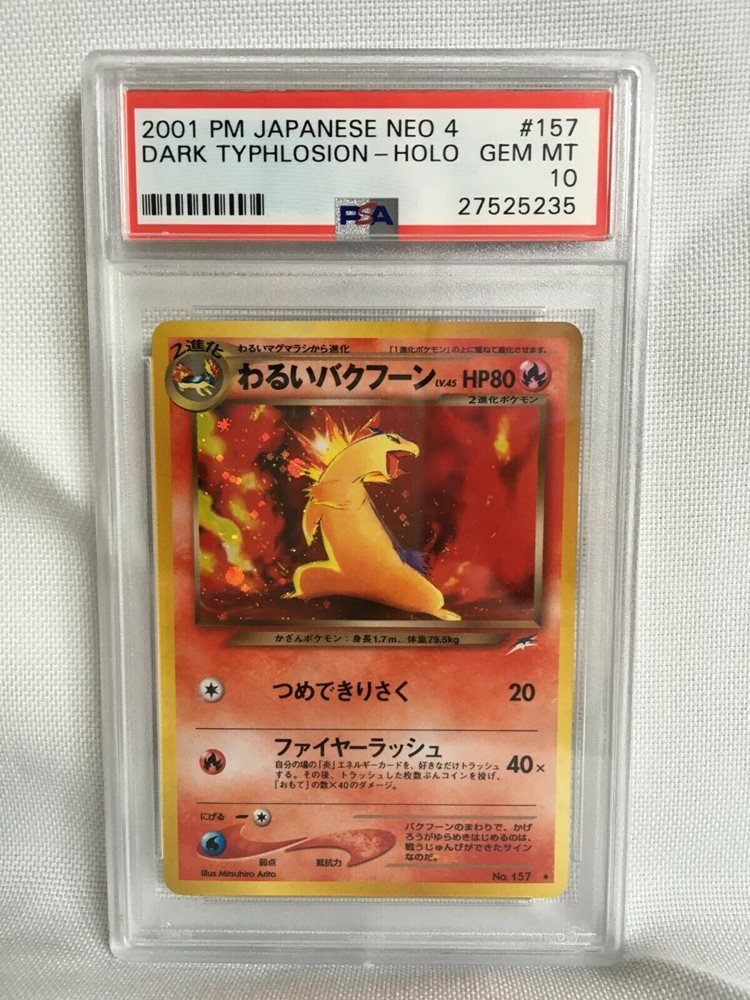 2001 PM JAPANESE NEO 4 #157
DARK TYPHLOSION - HOLO GEM MT
10
PSA 27525235
2進化
わるいマグマラシから進化 「1進化ポケモン」の上に重ねて進化させます。
わるいバクフーン LV.45 HP80
2進化ポケモン
かざんポケモン:身長1.7m、体重79.5kg
つめできりさく 20
ファイヤーラッシュ
自分の場の「炎」エネルギーカードを、好きなだけトラッシュ
する。その後、トラッシュした枚数ぶんコインを投げ、
「おもて」の数×40のダメージ。
40×
にげる
弱点 抵抗力
バクフーンのまわりで、かげ
ろうがゆらめきはじめるのは、
戦うじゅんびができたサイン
なのだ。
Illus. Mitsuhiro Arita No. 157 ★